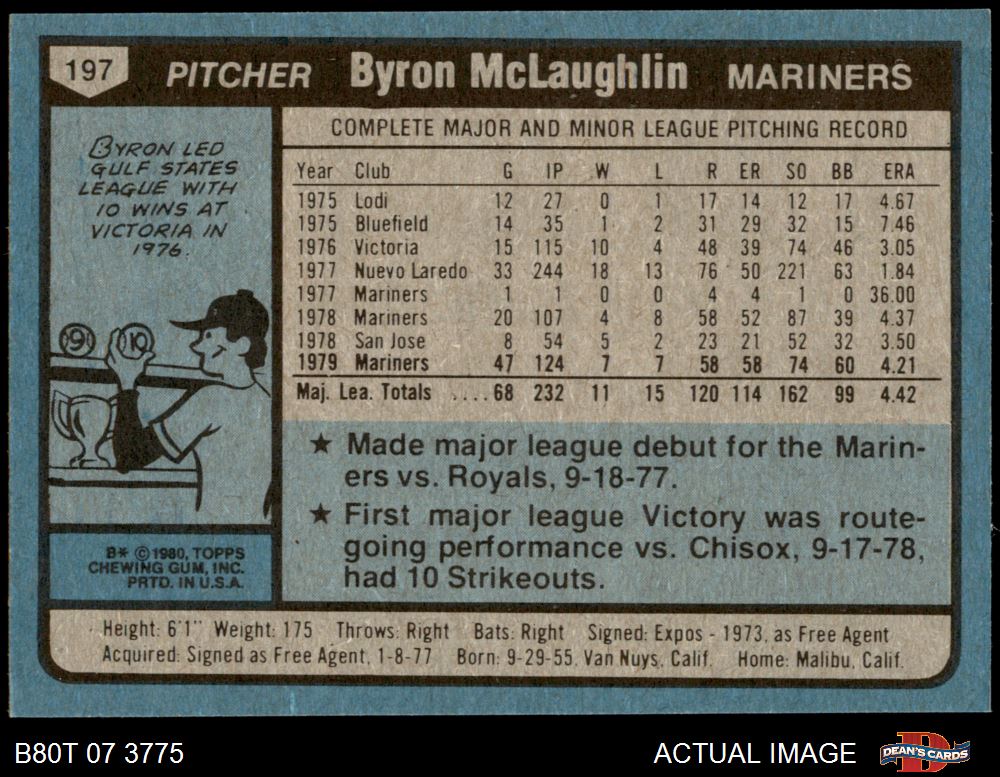 197 PITCHER Byron McLaughlin MARINERS
BYRON LED
GULF STATES
LEAGUE WITH
10 WINS AT
VICTORIA IN
1976.
9 10
B* ©1980, TOPPS
CHEWING GUM, INC.
PRTD. IN U.S.A.
COMPLETE MAJOR AND MINOR LEAGUE PITCHING RECORD
Year Club G IP W L R ER SO BB ERA
1975 Lodi 12 27 0 1 17 14 12 17 4.67
1975 Bluefield 14 35 1 2 31 29 32 15 7.46
1976 Victoria 15 115 10 4 48 39 74 46 3.05
1977 Nuevo Laredo 33 244 18 13 76 50 221 63 1.84
1977 Mariners 1 1 0 0 4 4 1 0 36.00
1978 Mariners 20 107 4 8 58 52 87 39 4.37
1978 San Jose 8 54 5 2 23 21 52 32 3.50
1979 Mariners 47 124 7 7 58 58 74 60 4.21
Maj. Lea. Totals ....68 232 11 15 120 114 162 99 4.42
★ Made major league debut for the Marin-
ers vs. Royals, 9-18-77.
★ First major league Victory was route-
going performance vs. Chisox, 9-17-78,
had 10 Strikeouts.
Height: 6'1" Weight: 175 Throws: Right Bats: Right Signed: Expos - 1973, as Free Agent
Acquired: Signed as Free Agent, 1-8-77 Born: 9-29-55, Van Nuys, Calif. Home: Malibu, Calif.
B80T 07 3775 ACTUAL IMAGE DEAN'S CARDS